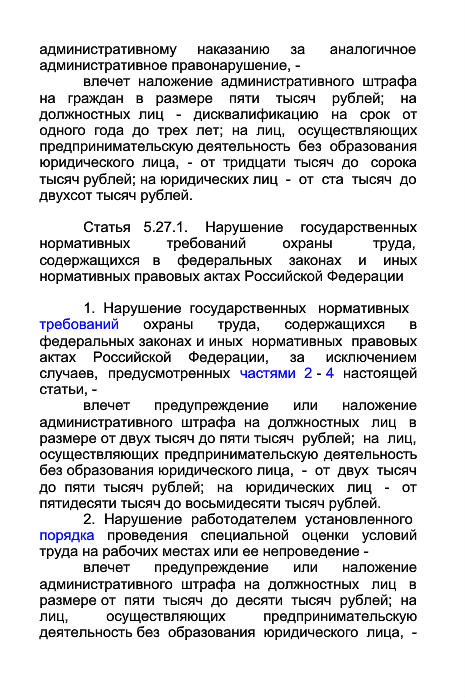 административному наказанию за аналогичное
административное правонарушение, -
влечет наложение административного штрафа
на граждан в размере пяти тысяч рублей; на
должностных лиц - дисквалификацию на срок от
одного года до трех лет; на лиц, осуществляющих
предпринимательскую деятельность без образования
юридического лица, - от тридцати тысяч до сорока
тысяч рублей; на юридических лиц - от ста тысяч до
двухсот тысяч рублей.
Статья 5.27.1. Нарушение государственных
нормативных требований охраны труда,
содержащихся в федеральных законах и иных
нормативных правовых актах Российской Федерации
1. Нарушение государственных нормативных
требований охраны труда, содержащихся в
федеральных законах и иных нормативных правовых
актах Российской Федерации, за исключением
случаев, предусмотренных частями 2 - 4 настоящей
статьи, -
влечет предупреждение или наложение
административного штрафа на должностных лиц в
размере от двух тысяч до пяти тысяч рублей; на лиц,
осуществляющих предпринимательскую деятельность
без образования юридического лица, - от двух тысяч
до пяти тысяч рублей; на юридических лиц - от
пятидесяти тысяч до восьмидесяти тысяч рублей.
2. Нарушение работодателем установленного
порядка проведения специальной оценки условий
труда на рабочих местах или ее непроведение -
влечет предупреждение или наложение
административного штрафа на должностных лиц в
размере от пяти тысяч до десяти тысяч рублей; на
лиц, осуществляющих предпринимательскую
деятельность без образования юридического лица, -